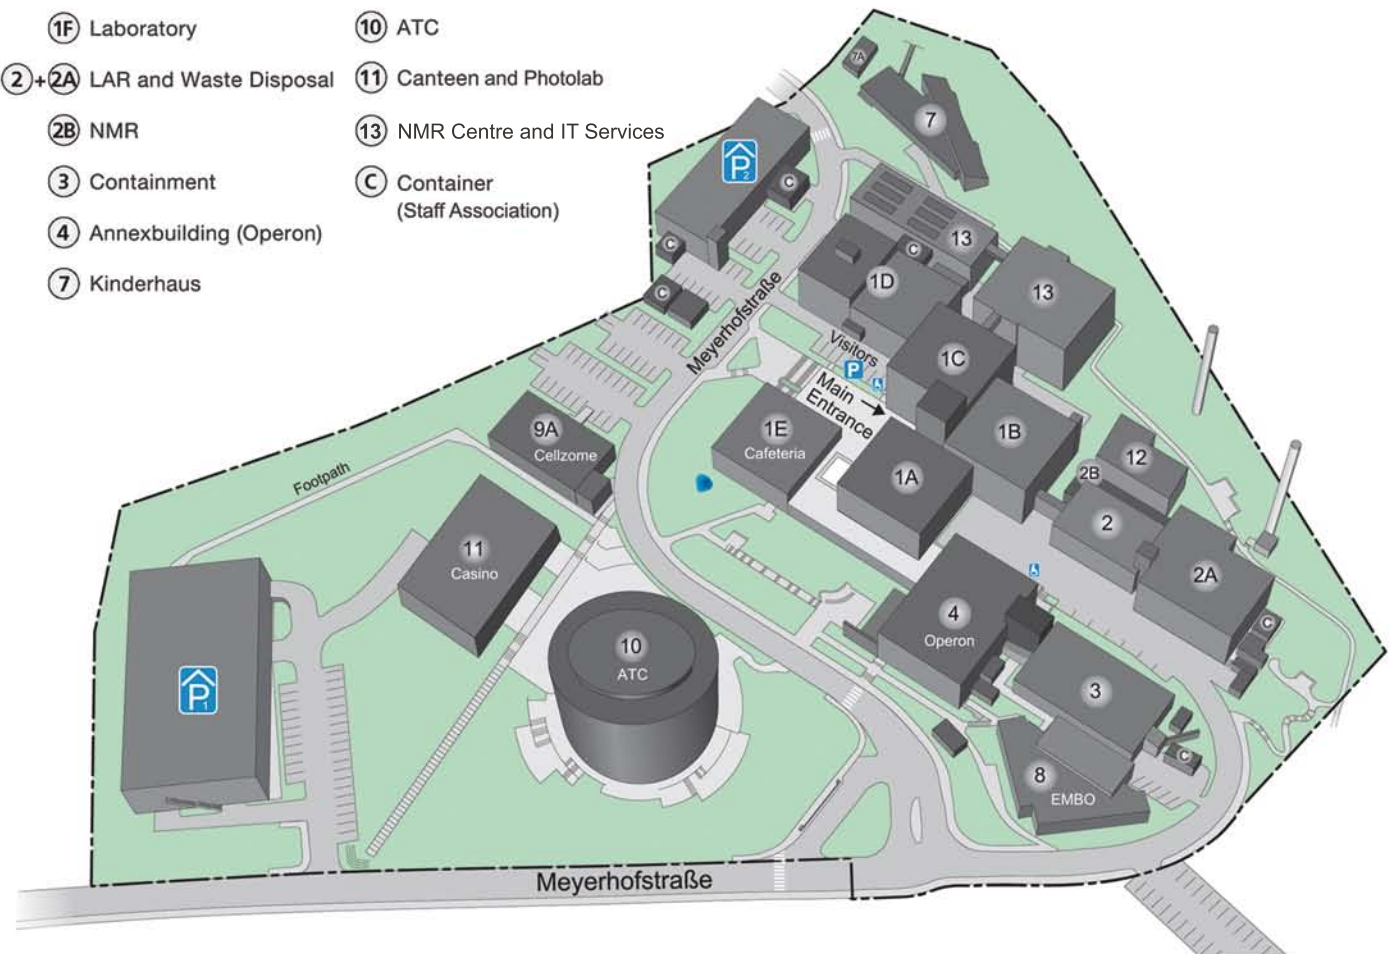 1F Laboratory
2+2A LAR and Waste Disposal
2B NMR
3 Containment
4 Annexbuilding (Operon)
7 Kinderhaus
10 ATC
11 Canteen and Photolab
13 NMR Centre and IT Services
C Container
(Staff Association)
7A
7
P2
C
C
C
13
C
1D
13
Meyerhofstraße
Visitors
P
1C
Main
Entrance
1E
Cafeteria
1B
1A
12
2B
2
2A
C
9A
Cellzome
Footpath
11
Casino
P1
10
ATC
4
Operon
3
C
8
EMBO
Meyerhofstraße